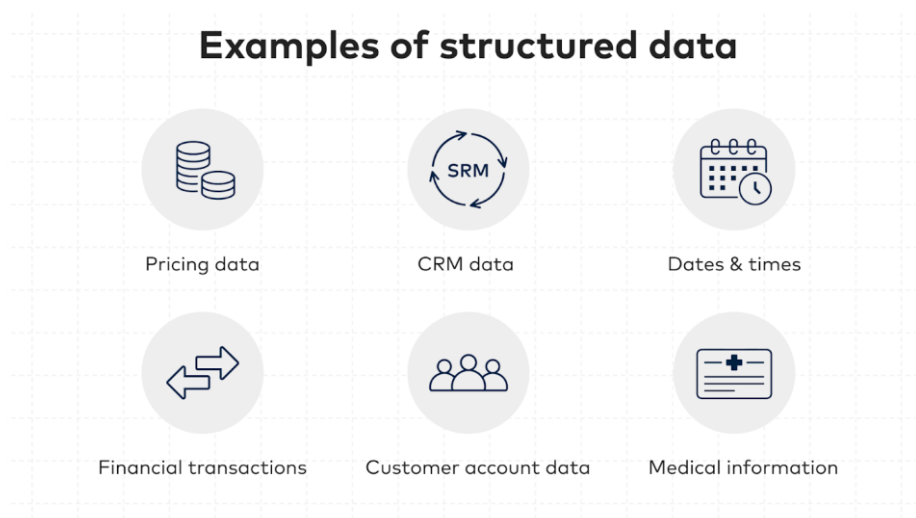 Examples of structured data
SRM
Pricing data
CRM data
Dates & times
Financial transactions
Customer account data
Medical information